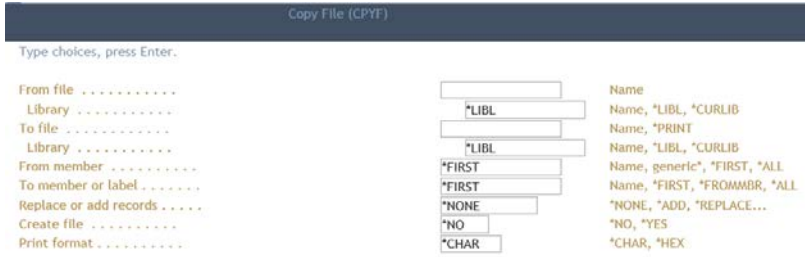 Copy File (CPYF)
Type choices, press Enter.
From file . . . . . . . . . . . Name
Library . . . . . . . . . . . *LIBL Name, *LIBL, *CURLIB
To file . . . . . . . . . . . . Name, *PRINT
Library . . . . . . . . . . . *LIBL Name, *LIBL, *CURLIB
From member . . . . . . . . . . *FIRST Name, generic*, *FIRST, *ALL
To member or label . . . . . . . *FIRST Name, *FIRST, *FROMMBR, *ALL
Replace or add records . . . . . *NONE *NONE, *ADD, *REPLACE...
Create file . . . . . . . . . . *NO *NO, *YES
Print format . . . . . . . . . . *CHAR *CHAR, *HEX